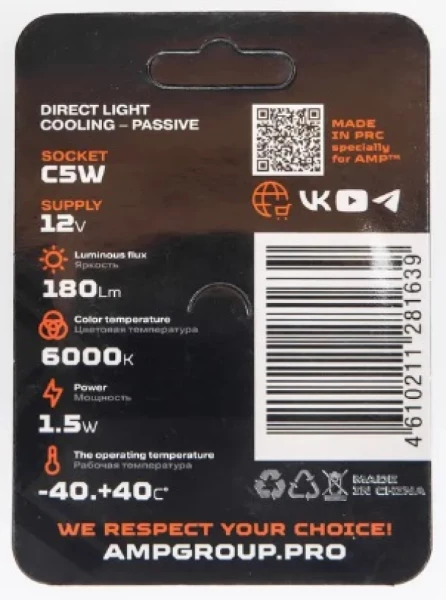 DIRECT LIGHT
COOLING – PASSIVE
SOCKET
C5W
SUPPLY
12V
Luminous flux
Яркость
180Lm
Color temperature
Цветовая температура
6000K
Power
Мощность
1.5W
The operating temperature
Рабочая температура
-40.+40C°
MADE
IN PRC
specially
for AMP™
VK
4610211281639
MADE
IN CHINA
WE RESPECT YOUR CHOICE!
AMPGROUP.PRO